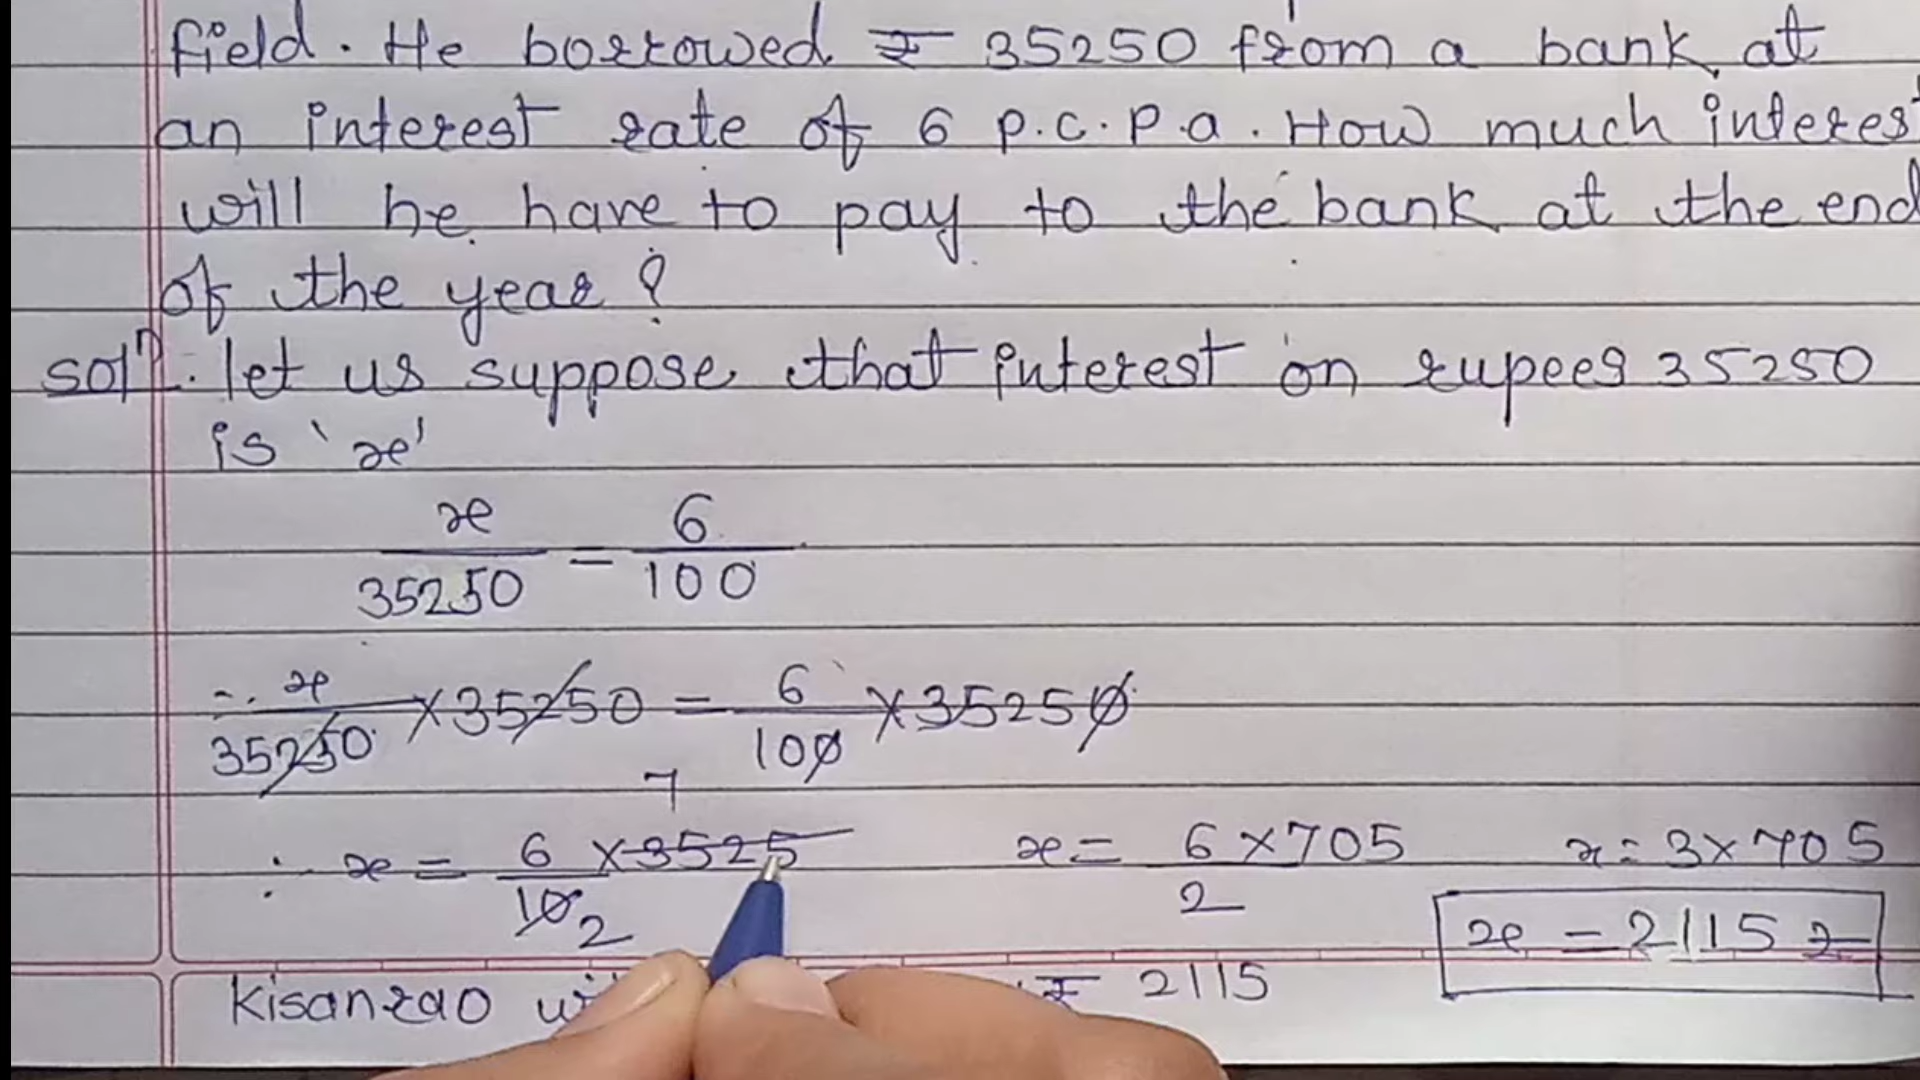 field. He borrowed ₹ 35250 from a bank at
an interest rate of 6 p.c.p.a. How much interest
will he have to pay to the bank at the end
of the year?
solⁿ. let us suppose that interest on rupees 35250
is 'x'
x/35250 = 6/100
∴ x/35250 × 35250 = 6/100 × 35250
7
∴ x = 6/10 × 3525 x = 6×705/2 x = 3×705
2
x = 2115 ₹
Kisanrao ₹ 2115